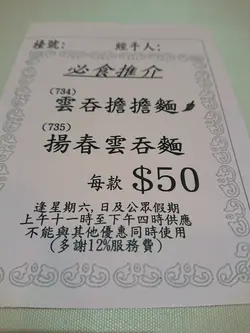 檯號: 經手人:
必食推介
(734)
雲吞擔擔麵
(735)
揚春雲吞麵
每款 $50
逢星期六,日及公眾假期
上午十一時至下午四時供應
不能與其他優惠同時使用
(多謝12%服務費)